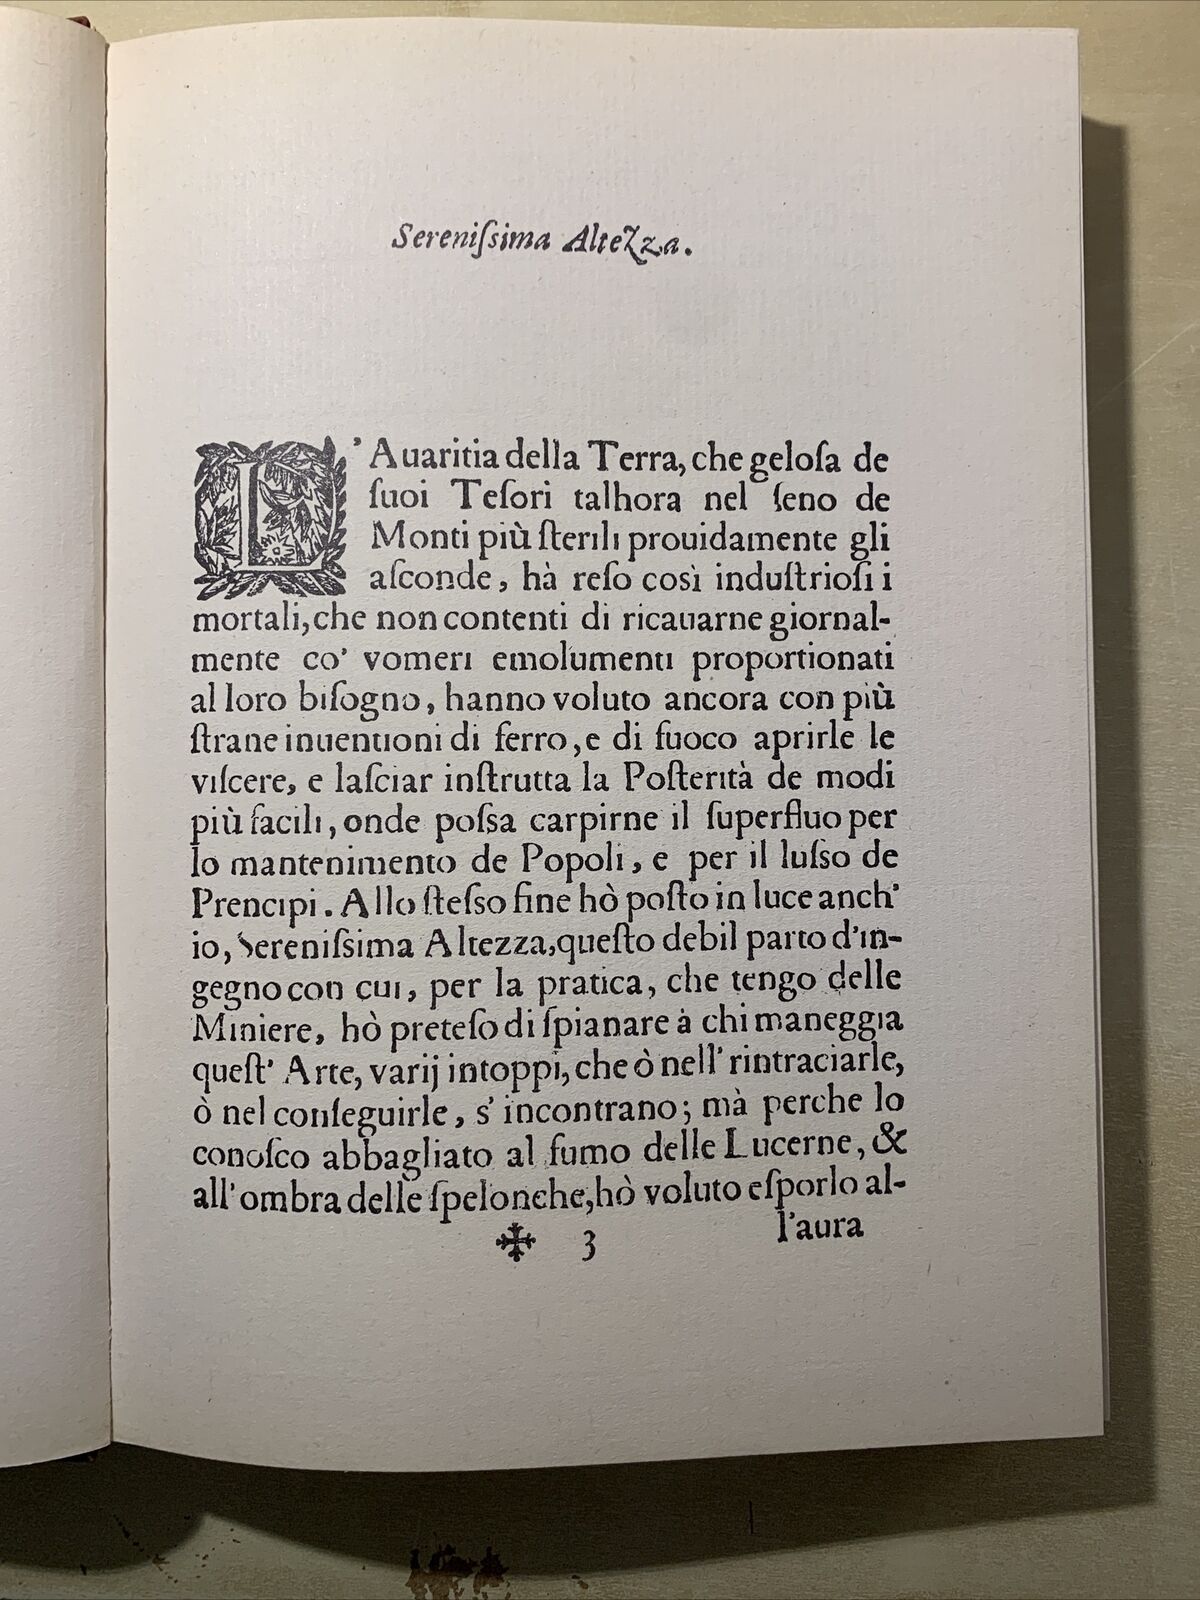 Sereniſsima Altezza.
L'Auaritia della Terra, che geloſa de
ſuoi Teſori talhora nel ſeno de
Monti più ſterili prouidamente gli
aſconde, hà reſo così induſtrioſi i
mortali, che non contenti di ricauarne giornal-
mente co' vomeri emolumenti proportionati
al loro biſogno, hanno voluto ancora con più
ſtrane inuentioni di ferro, e di fuoco aprirle le
viſcere, e laſciar inſtrutta la Poſterità de modi
più facili, onde poſsa carpirne il ſuperfluo per
lo mantenimento de Popoli, e per il luſso de
Prencipi. Allo ſteſso fine hò poſto in luce anch'
io, Sereniſsima Altezza, queſto debil parto d'in-
gegno con cui, per la pratica, che tengo delle
Miniere, hò preteſo di ſpianare à chi maneggia
queſt' Arte, varij intoppi, che ò nell' rintraciarle,
ò nel conſeguirle, s' incontrano; mà perche lo
conoſco abbagliato al fumo delle Lucerne, &
all' ombra delle ſpelonche, hò voluto eſporlo al-
✠ 3 l'aura